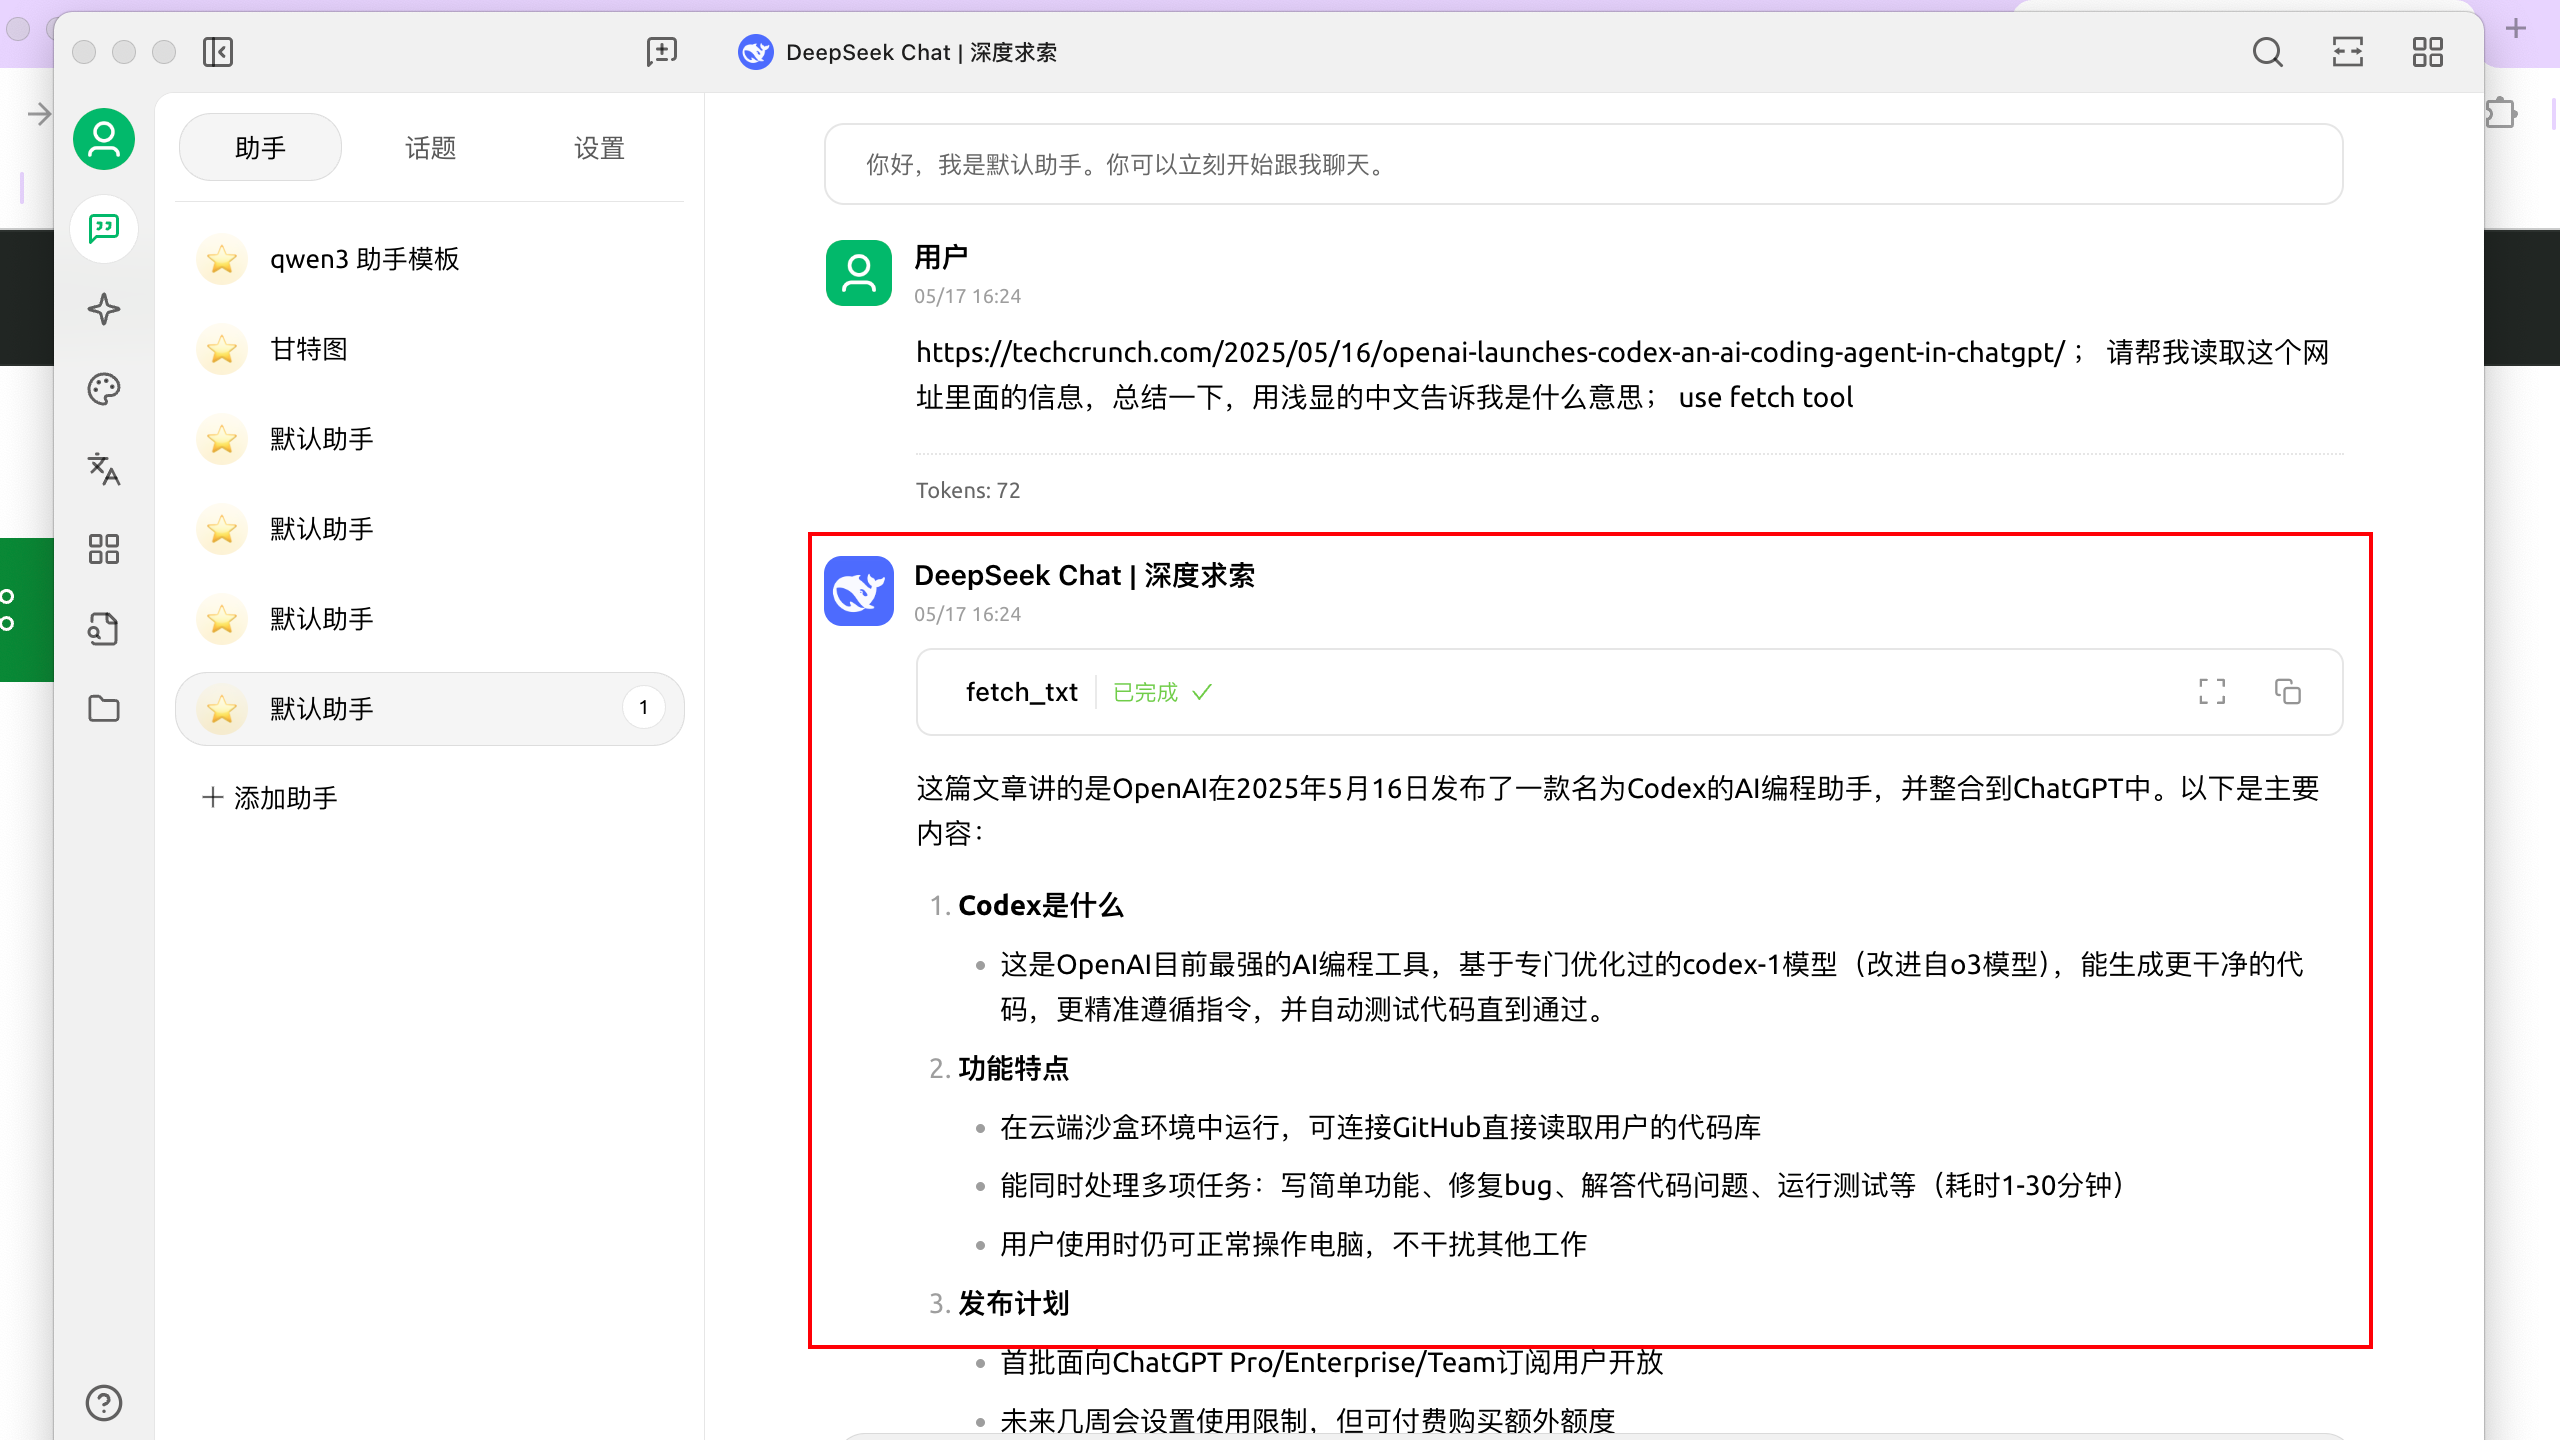 DeepSeek Chat | 深度求索
助手
话题
设置
qwen3 助手模板
甘特图
默认助手
默认助手
默认助手
默认助手
1
添加助手
你好，我是默认助手。你可以立刻开始跟我聊天。
用户
05/17 16:24
https://techcrunch.com/2025/05/16/openai-launches-codex-an-ai-coding-agent-in-chatgpt/ ； 请帮我读取这个网
址里面的信息，总结一下，用浅显的中文告诉我是什么意思； use fetch tool
Tokens: 72
DeepSeek Chat | 深度求索
05/17 16:24
fetch_txt
已完成
这篇文章讲的是OpenAI在2025年5月16日发布了一款名为Codex的AI编程助手，并整合到ChatGPT中。以下是主要
内容：
1. Codex是什么
这是OpenAI目前最强的AI编程工具，基于专门优化过的codex-1模型（改进自o3模型），能生成更干净的代
码，更精准遵循指令，并自动测试代码直到通过。
2. 功能特点
在云端沙盒环境中运行，可连接GitHub直接读取用户的代码库
能同时处理多项任务：写简单功能、修复bug、解答代码问题、运行测试等（耗时1-30分钟）
用户使用时仍可正常操作电脑，不干扰其他工作
3. 发布计划
首批面向ChatGPT Pro/Enterprise/Team订阅用户开放
未来几周会设置使用限制，但可付费购买额外额度